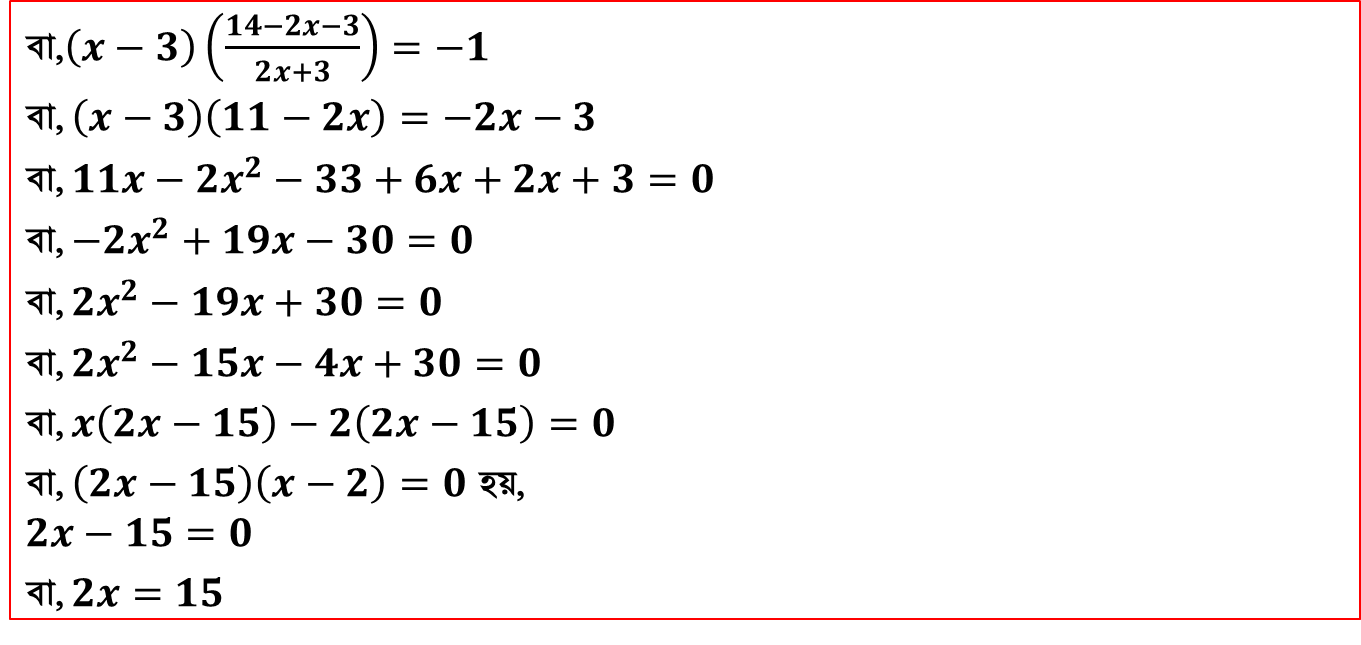 বা,(x − 3)((14−2x−3)/(2x+3)) = −1
বা, (x − 3)(11 − 2x) = −2x − 3
বা, 11x − 2x² − 33 + 6x + 2x + 3 = 0
বা, −2x² + 19x − 30 = 0
বা, 2x² − 19x + 30 = 0
বা, 2x² − 15x − 4x + 30 = 0
বা, x(2x − 15) − 2(2x − 15) = 0
বা, (2x − 15)(x − 2) = 0 হয়,
2x − 15 = 0
বা, 2x = 15